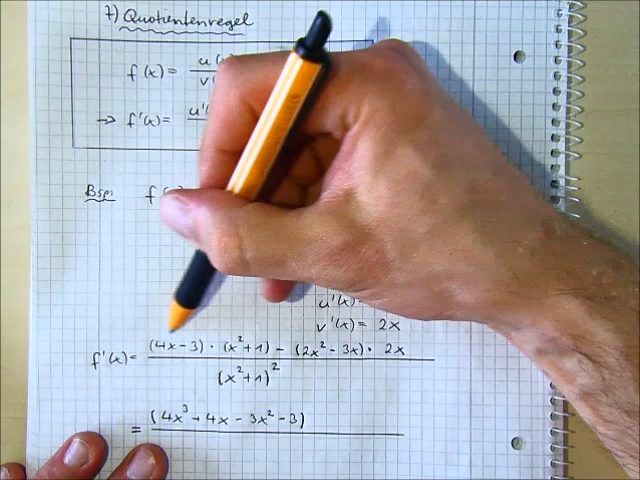 7) Quotientenregel
f(x) = u
v
→ f'(x) = u'
Bsp: f(
u'(x) =
v'(x) = 2x
f'(x) = (4x-3) · (x²+1) - (2x² - 3x) · 2x
(x²+1)²
= (4x³ + 4x - 3x² - 3)